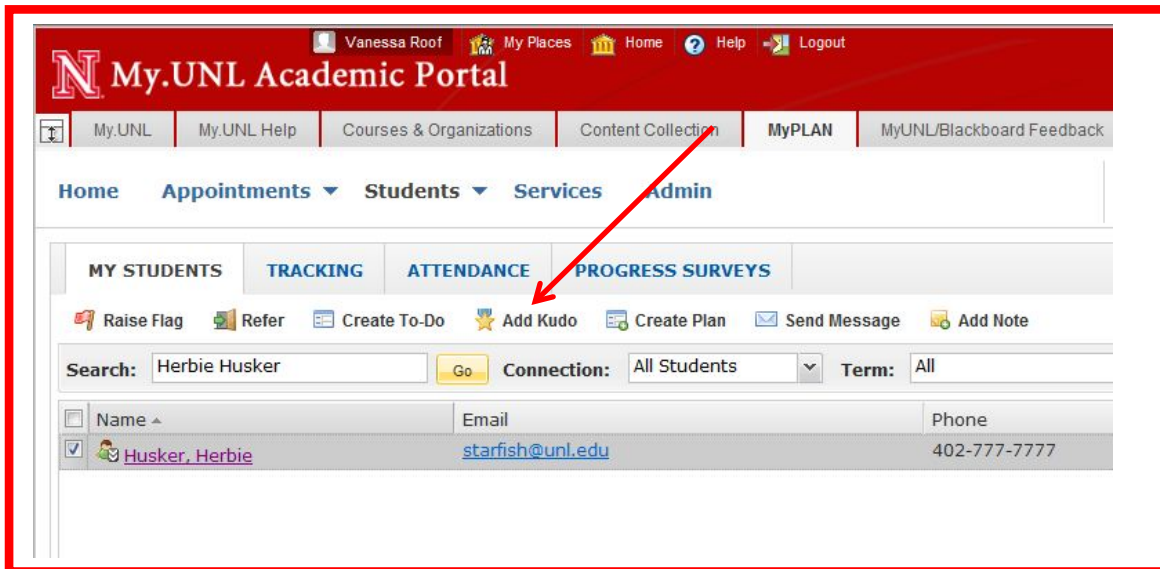 Vanessa Roof My Places Home Help Logout
N My.UNL Academic Portal
My.UNL My.UNL Help Courses & Organizations Content Collection MyPLAN MyUNL/Blackboard Feedback
Home Appointments Students Services Admin
MY STUDENTS TRACKING ATTENDANCE PROGRESS SURVEYS
Raise Flag Refer Create To-Do Add Kudo Create Plan Send Message Add Note
Search: Herbie Husker Go Connection: All Students Term: All
Name Email Phone
Husker, Herbie starfish@unl.edu 402-777-7777